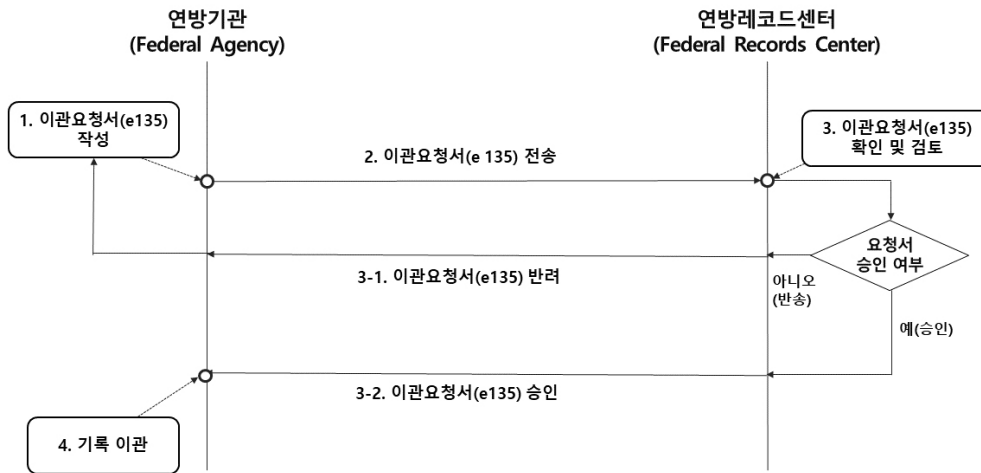 연방기관
(Federal Agency)
연방레코드센터
(Federal Records Center)
1. 이관요청서(e135)
작성
2. 이관요청서(e 135) 전송
3. 이관요청서(e135)
확인 및 검토
요청서
승인 여부
3-1. 이관요청서(e135) 반려
아니오
(반송)
예(승인)
3-2. 이관요청서(e135) 승인
4. 기록 이관